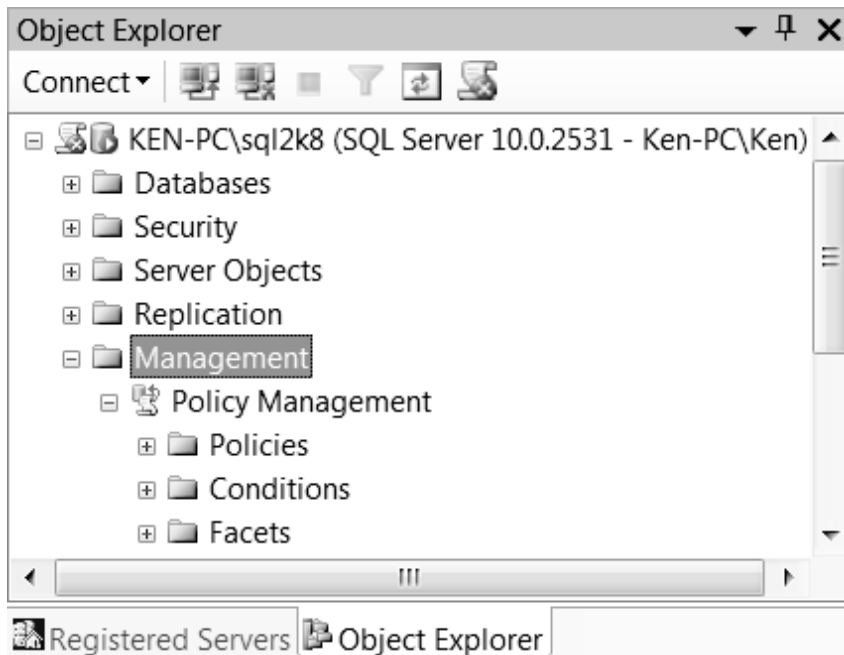 Object Explorer
Connect
KEN-PC\sql2k8 (SQL Server 10.0.2531 - Ken-PC\Ken)
Databases
Security
Server Objects
Replication
Management
Policy Management
Policies
Conditions
Facets
Registered Servers Object Explorer